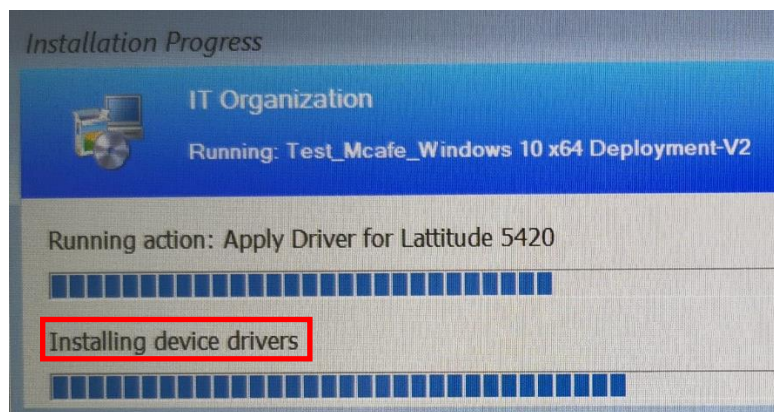 Installation Progress
IT Organization
Running: Test_Mcafe_Windows 10 x64 Deployment-V2
Running action: Apply Driver for Lattitude 5420
Installing device drivers